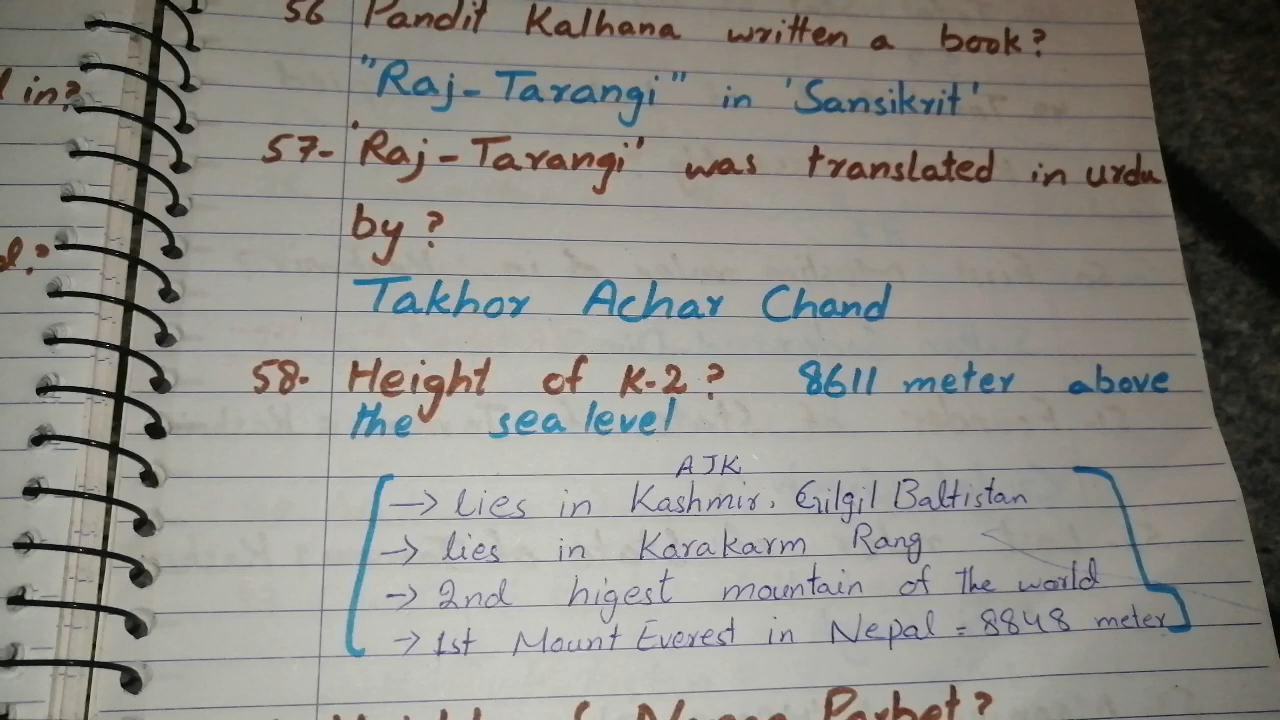 56 Pandit Kalhana written a book?
"Raj-Tarangi" in 'Sansikrit'
in?
57- 'Raj-Tarangi' was translated in urdu
by?
Takhor Achar Chand
58- Height of K-2? 8611 meter above
the sea level
AJK
→ lies in Kashmir, Gilgil Baltistan
→ lies in Karakarm Rang
→ 2nd higest mountain of the world
→ 1st Mount Everest in Nepal = 8848 meter
Parbet?